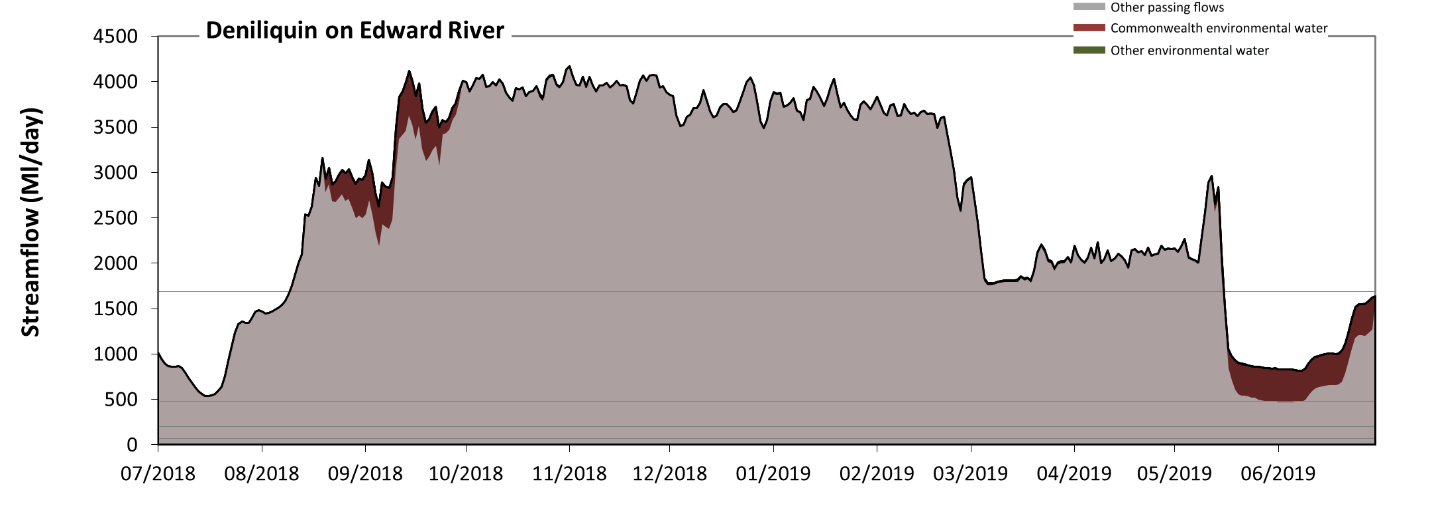 Other passing flows
Commonwealth environmental water
Other environmental water
Deniliquin on Edward River
Streamflow (Ml/day)
4500
4000
3500
3000
2500
2000
1500
1000
500
0
07/2018 08/2018 09/2018 10/2018 11/2018 12/2018 01/2019 02/2019 03/2019 04/2019 05/2019 06/2019